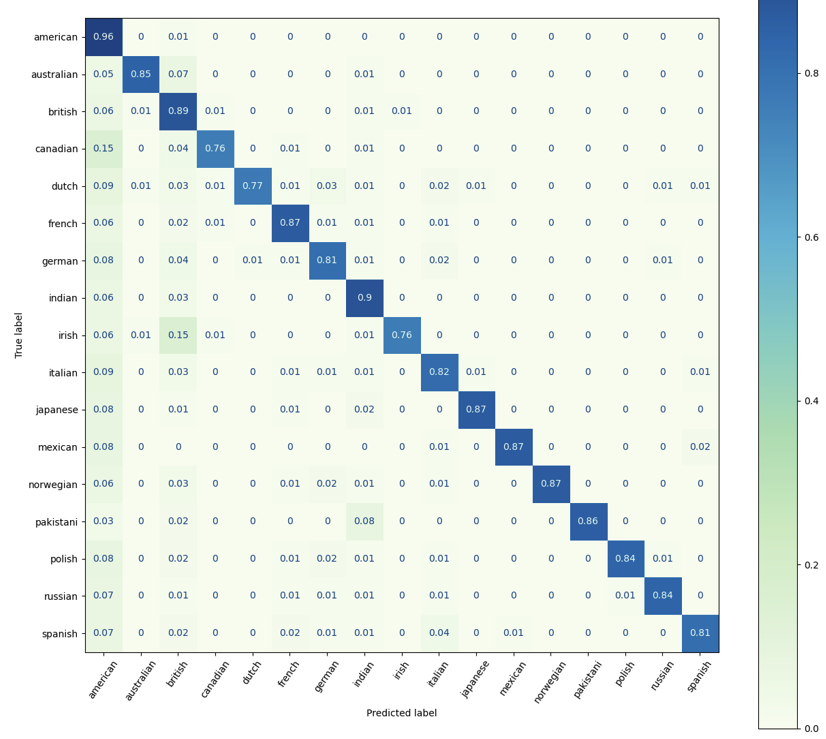 american 0.96 0 0.01 0 0 0 0 0 0 0 0 0 0 0 0 0 0
australian 0.05 0.85 0.07 0 0 0 0 0.01 0 0 0 0 0 0 0 0 0
british 0.06 0.01 0.89 0.01 0 0 0 0.01 0.01 0 0 0 0 0 0 0 0
canadian 0.15 0 0.04 0.76 0 0.01 0 0.01 0 0 0 0 0 0 0 0 0
dutch 0.09 0.01 0.03 0.01 0.77 0.01 0.03 0.01 0 0.02 0.01 0 0 0 0 0.01 0.01
french 0.06 0 0.02 0.01 0 0.87 0.01 0.01 0 0.01 0 0 0 0 0 0 0
german 0.08 0 0.04 0 0.01 0.01 0.81 0.01 0 0.02 0 0 0 0 0 0.01 0
indian 0.06 0 0.03 0 0 0 0 0.9 0 0 0 0 0 0 0 0 0
irish 0.06 0.01 0.15 0.01 0 0 0 0.01 0.76 0 0 0 0 0 0 0 0
italian 0.09 0 0.03 0 0 0.01 0.01 0.01 0 0.82 0.01 0 0 0 0 0 0.01
japanese 0.08 0 0.01 0 0 0.01 0 0.02 0 0 0.87 0 0 0 0 0 0
mexican 0.08 0 0 0 0 0 0 0 0 0.01 0 0.87 0 0 0 0 0.02
norwegian 0.06 0 0.03 0 0 0.01 0.02 0.01 0 0.01 0 0 0.87 0 0 0 0
pakistani 0.03 0 0.02 0 0 0 0 0.08 0 0 0 0 0 0.86 0 0 0
polish 0.08 0 0.02 0 0 0.01 0.02 0.01 0 0.01 0 0 0 0 0.84 0.01 0
russian 0.07 0 0.01 0 0 0.01 0.01 0.01 0 0.01 0 0 0 0 0.01 0.84 0
spanish 0.07 0 0.02 0 0 0.02 0.01 0.01 0 0.04 0 0.01 0 0 0 0 0.81
True label
american australian british canadian dutch french german indian irish italian japanese mexican norwegian pakistani polish russian spanish
Predicted label
0.8
0.6
0.4
0.2
0.0